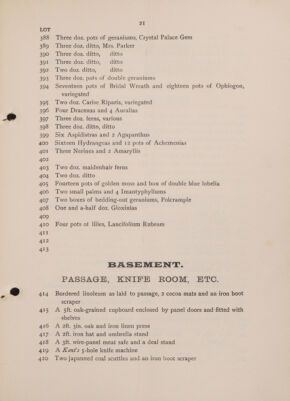 21
LOT
388 Three doz. pots of geraniums, Crystal Palace Gem
389 Three doz. ditto, Mrs. Parker
390 Three doz. ditto, ditto
391 Three doz. ditto, ditto
392 Two doz. ditto, ditto
393 Three doz. pots of double geraniums
394 Seventeen pots of Bridal Wreath and eighteen pots of Ophiogon,
variegated
395 Two doz. Carior Riparia, variegated
396 Four Dracænas and 4 Auralias
397 Three doz. ferns, various
398 Three doz. ditto, ditto
399 Six Aspidistras and 2 Agapanthus
400 Sixteen Hydrangeas and 12 pots of Achemenias
401 Three Nerines and 2 Amaryllis
402
403 Two doz. maidenhair ferns
404 Two doz. ditto
405 Fourteen pots of golden moss and box of double blue lobelia
406 Two small palms and 4 Imantyphyllums
407 Two boxes of bedding-out geraniums, Polcrample
408 One and a-half doz. Gloxinias
409
410 Four pots of lilies, Lancifolium Rubrum
411
412
413
BASEMENT.
PASSAGE, KNIFE ROOM, ETC.
414 Bordered linoleum as laid to passage, 2 cocoa mats and an iron boot
scraper
415 A 5ft. oak-grained cupboard enclosed by panel doors and fitted with
shelves
416 A 2ft. 3in. oak and iron linen press
417 A 2ft. iron hat and umbrella stand
418 A 3ft. wire-panel meat safe and a deal stand
419 A Kent's 5-hole knife machine
420 Two japanned coal scuttles and an iron boot scraper